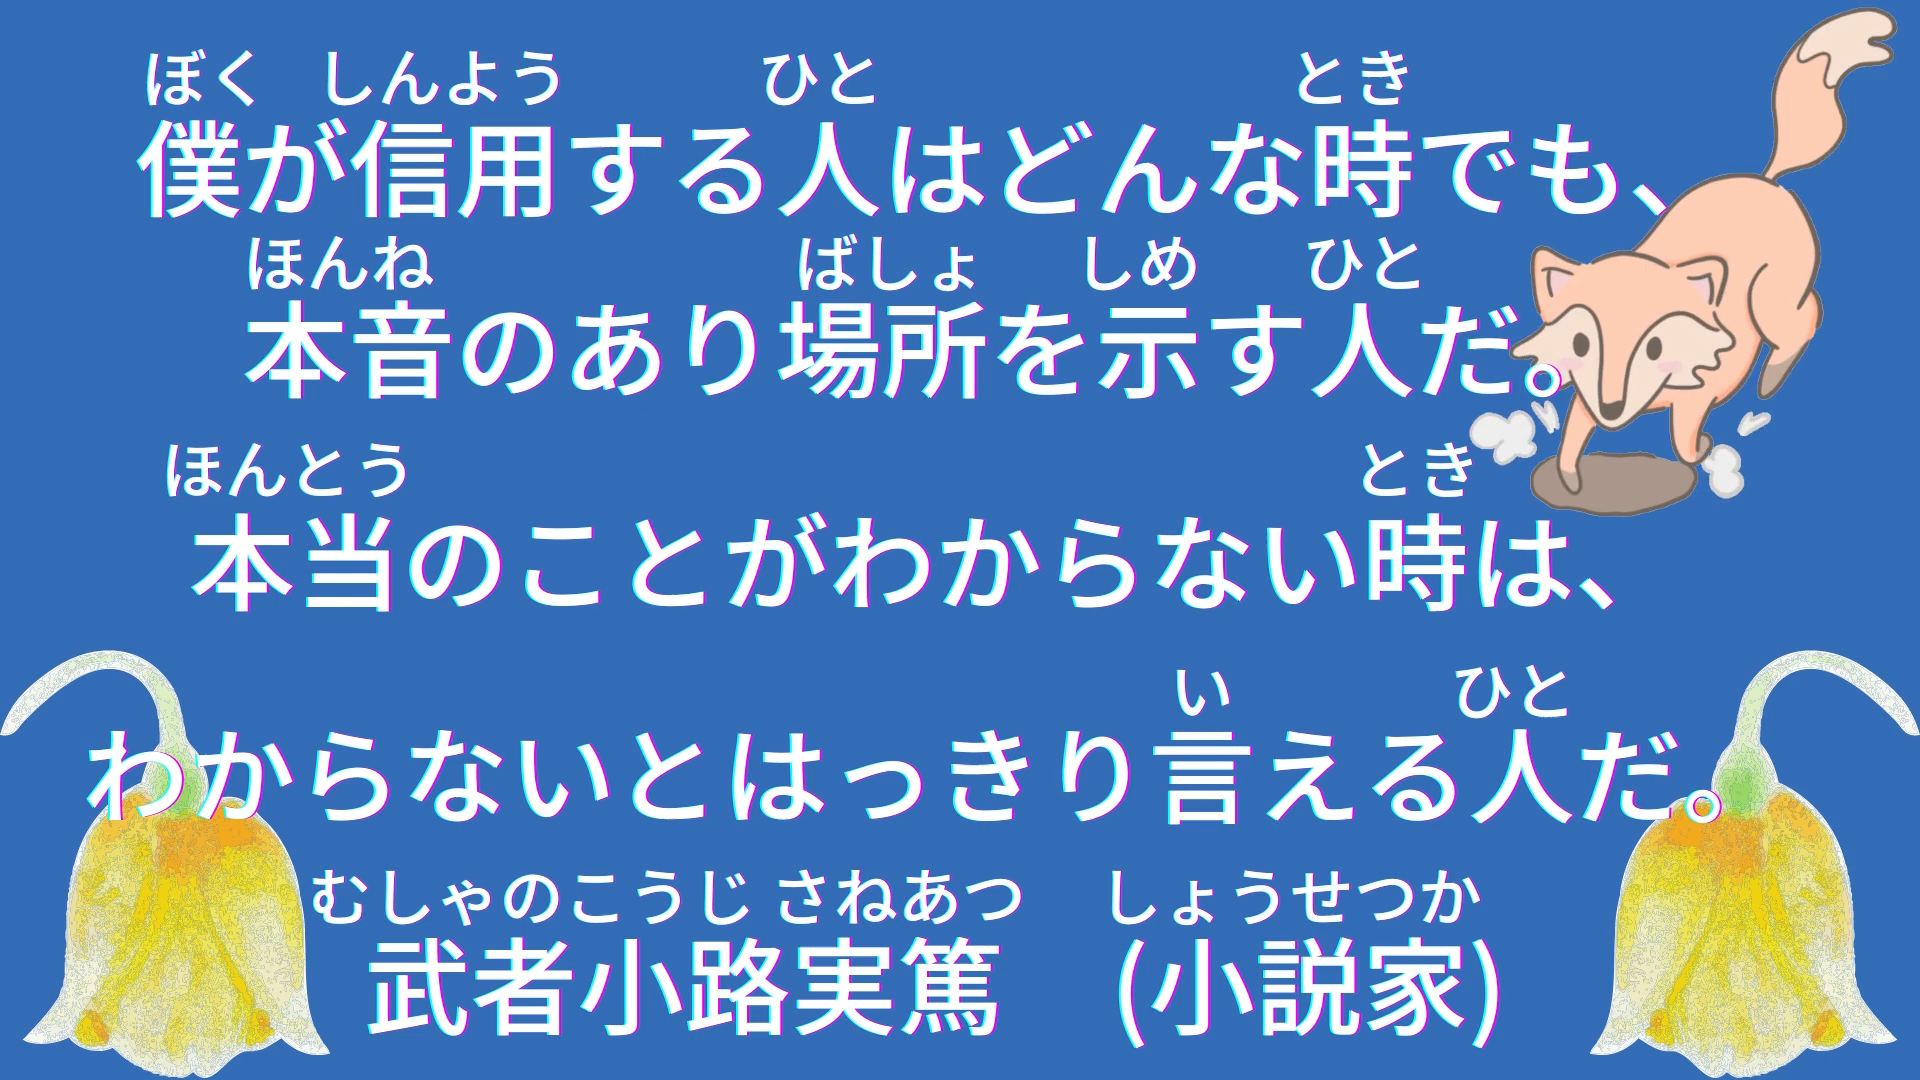 ぼく しんよう ひと とき
僕が信用する人はどんな時でも、
ほんね ばしょ しめ ひと
本音のあり場所を示す人だ。
ほんとう とき
本当のことがわからない時は、
い ひと
わからないとはっきり言える人だ。
むしゃのこうじ さねあつ しょうせつか
武者小路実篤 (小説家)